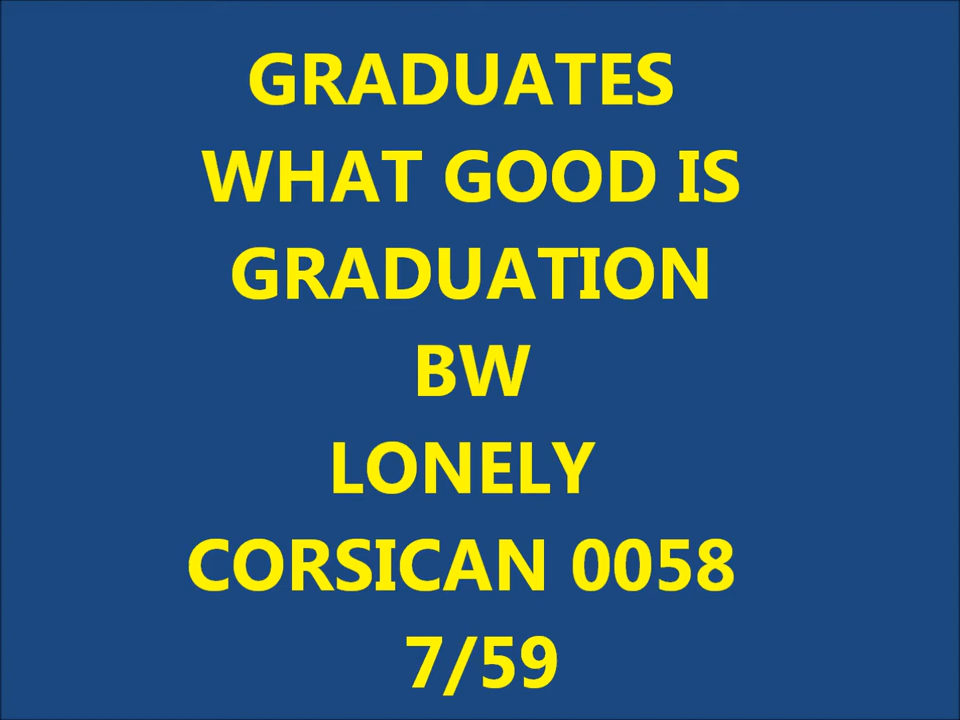 GRADUATES
WHAT GOOD IS
GRADUATION
BW
LONELY
CORSICAN 0058
7/59